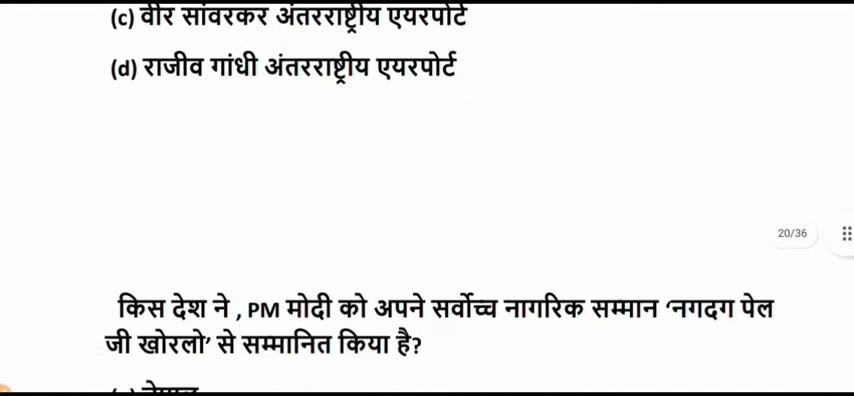 (c) वीर सांवरकर अंतरराष्ट्रीय एयरपोर्ट
(d) राजीव गांधी अंतरराष्ट्रीय एयरपोर्ट
20/36
किस देश ने , PM मोदी को अपने सर्वोच्च नागरिक सम्मान ‘नगदग पेल
जी खोरलो’ से सम्मानित किया है?